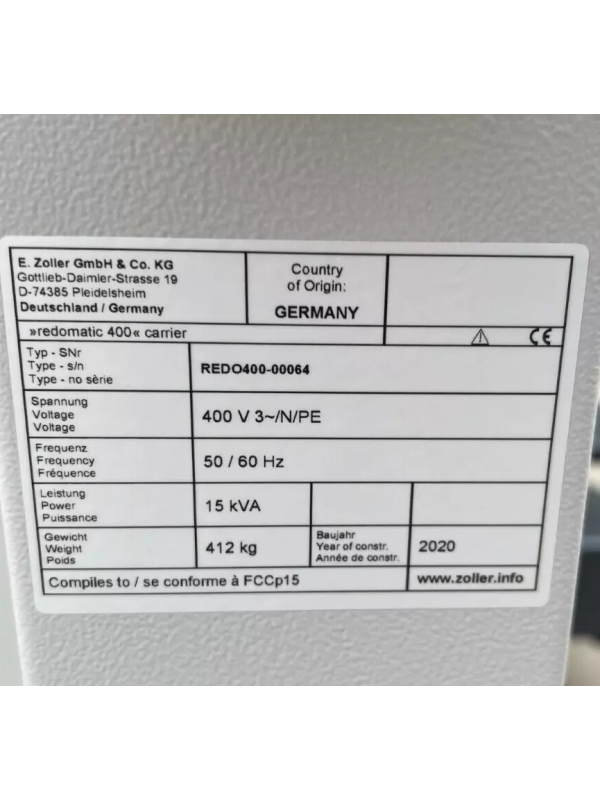 E. Zoller GmbH & Co. KG
Gottlieb-Daimler-Strasse 19
D-74385 Pleidelsheim
Deutschland / Germany
Country
of Origin:
GERMANY
»redomatic 400« carrier
CE
Typ - SNr
Type - s/n
Type - no sèrie
REDO400-00064
Spannung
Voltage
Voltage
400 V 3~/N/PE
Frequenz
Frequency
Fréquence
50 / 60 Hz
Leistung
Power
Puissance
15 kVA
Gewicht
Weight
Poids
412 kg
Baujahr
Year of constr.
Année de constr.
2020
Compiles to / se conforme à FCCp15
www.zoller.info